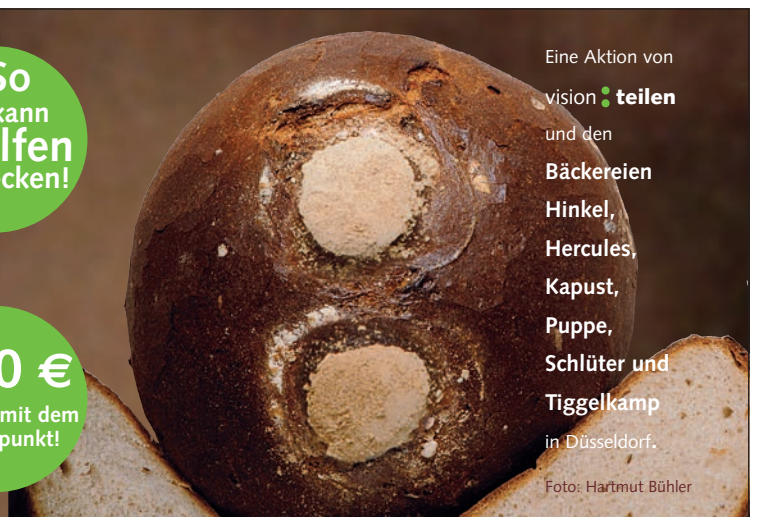 So
kann
lfen
cken!
0 €
mit dem
punkt!
Eine Aktion von
vision : teilen
und den
Bäckereien
Hinkel,
Hercules,
Kapust,
Puppe,
Schlüter und
Tiggelkamp
in Düsseldorf.
Foto: Hartmut Bühler